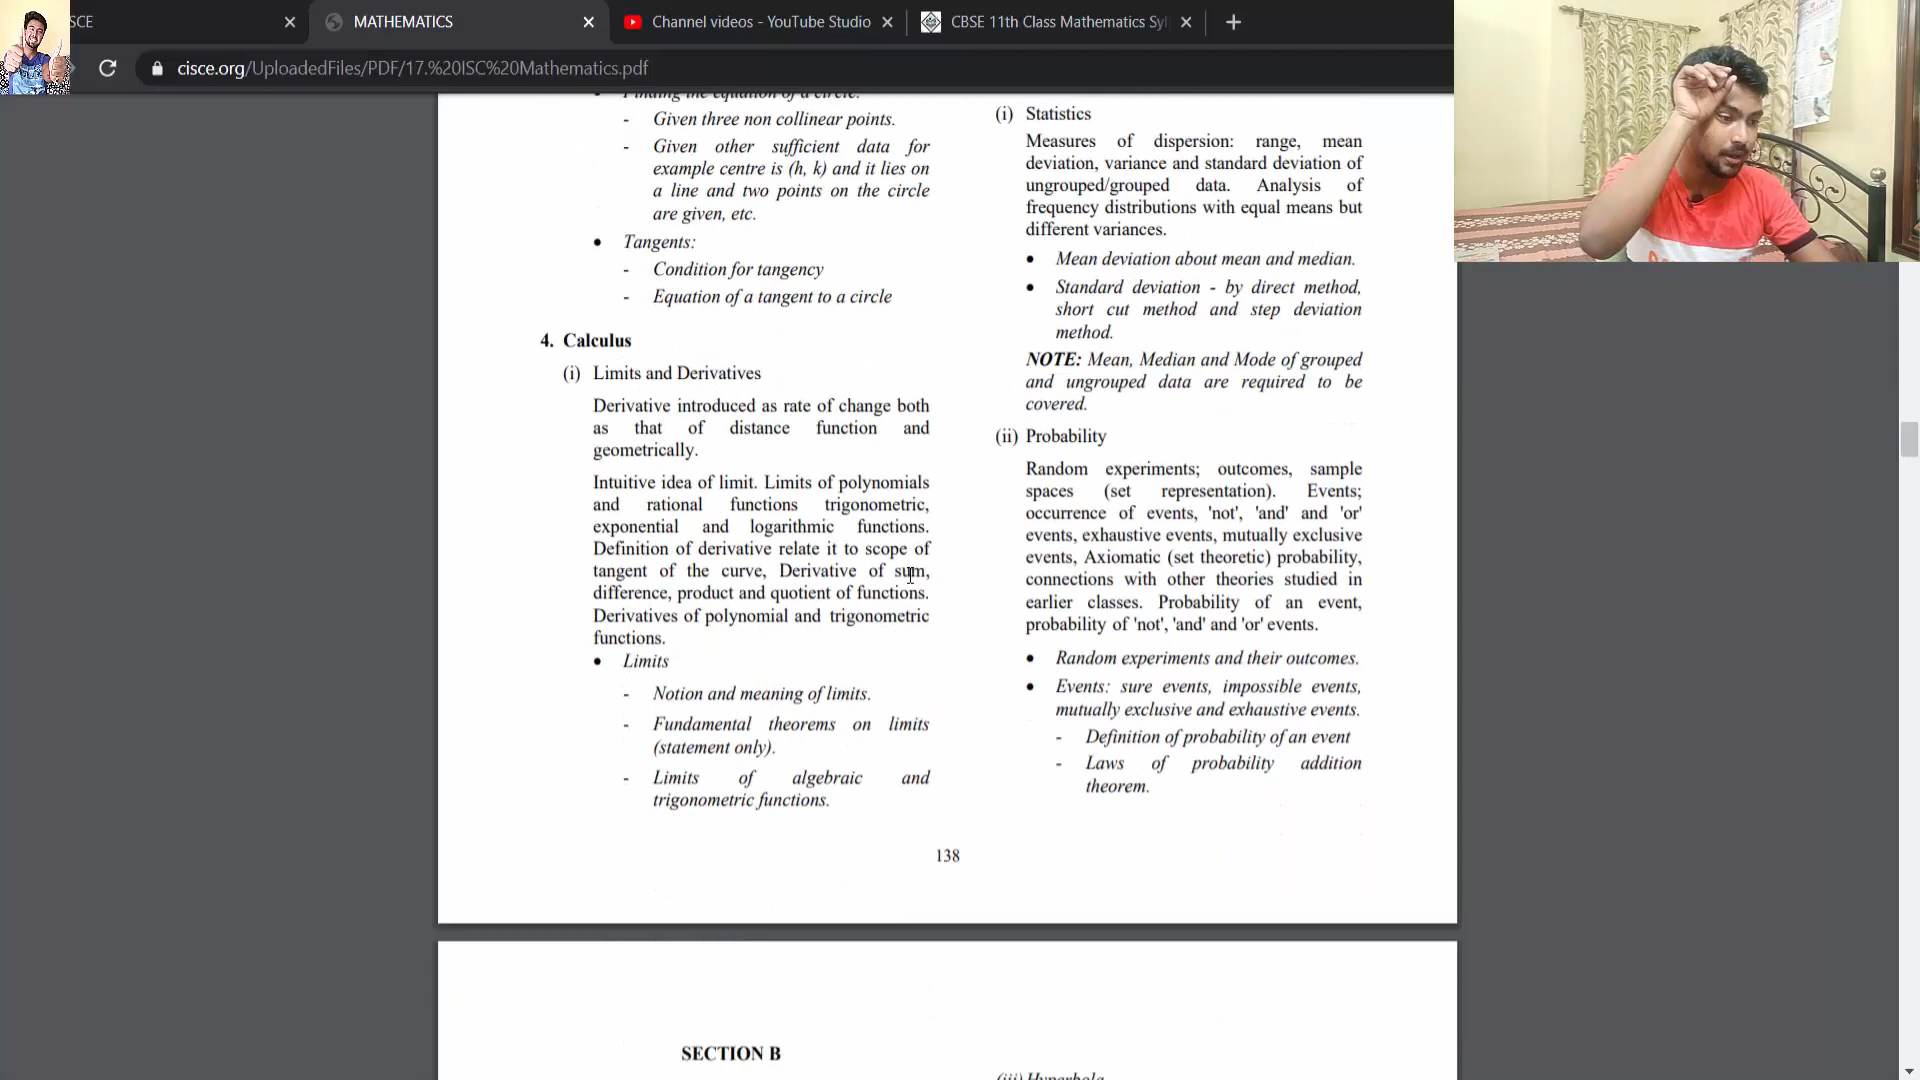 SCE
MATHEMATICS
Channel videos - YouTube Studio
CBSE 11th Class Mathematics Syl
cisce.org/UploadedFiles/PDF/17.%20ISC%20Mathematics.pdf
• Finding the equation of a circle:
- Given three non collinear points.
- Given other sufficient data for
example centre is (h, k) and it lies on
a line and two points on the circle
are given, etc.
• Tangents:
- Condition for tangency
- Equation of a tangent to a circle
4. Calculus
(i) Limits and Derivatives
Derivative introduced as rate of change both
as that of distance function and
geometrically.
Intuitive idea of limit. Limits of polynomials
and rational functions trigonometric,
exponential and logarithmic functions.
Definition of derivative relate it to scope of
tangent of the curve, Derivative of sum,
difference, product and quotient of functions.
Derivatives of polynomial and trigonometric
functions.
• Limits
- Notion and meaning of limits.
- Fundamental theorems on limits
(statement only).
- Limits of algebraic and
trigonometric functions.
(i) Statistics
Measures of dispersion: range, mean
deviation, variance and standard deviation of
ungrouped/grouped data. Analysis of
frequency distributions with equal means but
different variances.
• Mean deviation about mean and median.
• Standard deviation - by direct method,
short cut method and step deviation
method.
NOTE: Mean, Median and Mode of grouped
and ungrouped data are required to be
covered.
(ii) Probability
Random experiments; outcomes, sample
spaces (set representation). Events;
occurrence of events, 'not', 'and' and 'or'
events, exhaustive events, mutually exclusive
events, Axiomatic (set theoretic) probability,
connections with other theories studied in
earlier classes. Probability of an event,
probability of 'not', 'and' and 'or' events.
• Random experiments and their outcomes.
• Events: sure events, impossible events,
mutually exclusive and exhaustive events.
- Definition of probability of an event
- Laws of probability addition
theorem.
138
SECTION B
(iii) Hyperbola